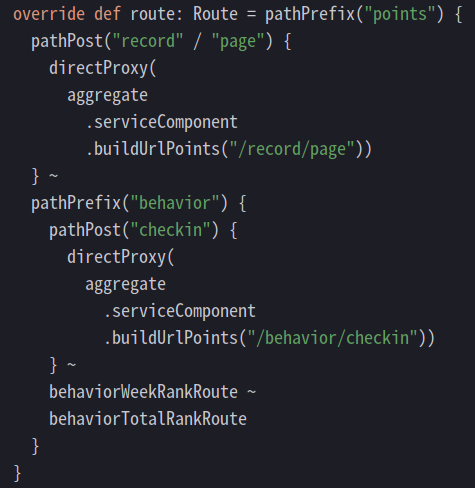 override def route: Route = pathPrefix("points") {
  pathPost("record" / "page") {
    directProxy(
      aggregate
        .serviceComponent
        .buildUrlPoints("/record/page"))
  } ~
  pathPrefix("behavior") {
    pathPost("checkin") {
      directProxy(
        aggregate
          .serviceComponent
          .buildUrlPoints("/behavior/checkin"))
    } ~
    behaviorWeekRankRoute ~
    behaviorTotalRankRoute
  }
}